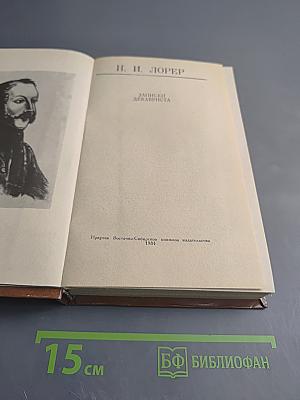 Н. И. ЛОРЕР
ЗАПИСКИ
ДЕКАБРИСТА
Иркутск Восточно-Сибирское книжное издательство
1984
15 см
БФ БИБЛИОФАН